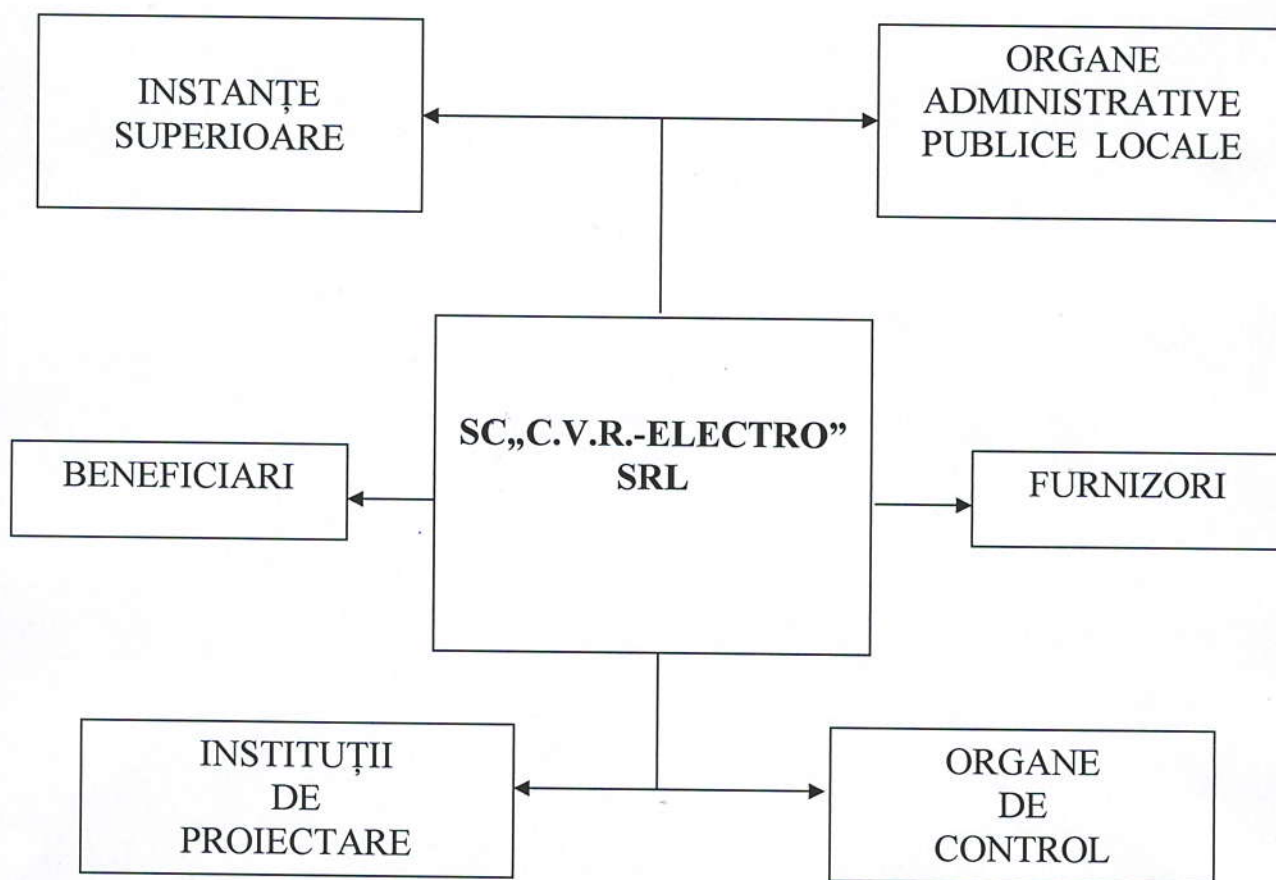 INSTANȚE
SUPERIOARE
ORGANE
ADMINISTRATIVE
PUBLICE LOCALE
SC„C.V.R.-ELECTRO”
SRL
BENEFICIARI
FURNIZORI
INSTITUȚII
DE
PROIECTARE
ORGANE
DE
CONTROL